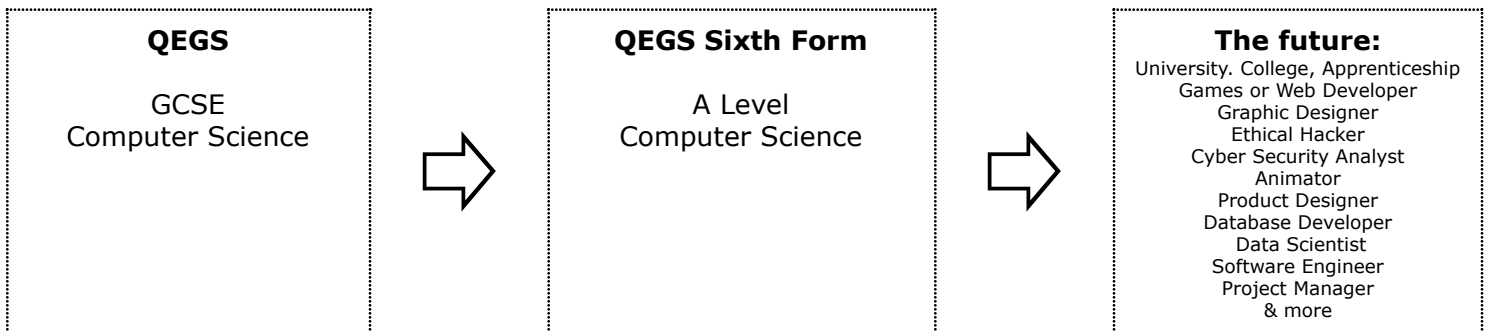 QEGS
GCSE
Computer Science
QEGS Sixth Form
A Level
Computer Science
The future:
University. College, Apprenticeship
Games or Web Developer
Graphic Designer
Ethical Hacker
Cyber Security Analyst
Animator
Product Designer
Database Developer
Data Scientist
Software Engineer
Project Manager
& more